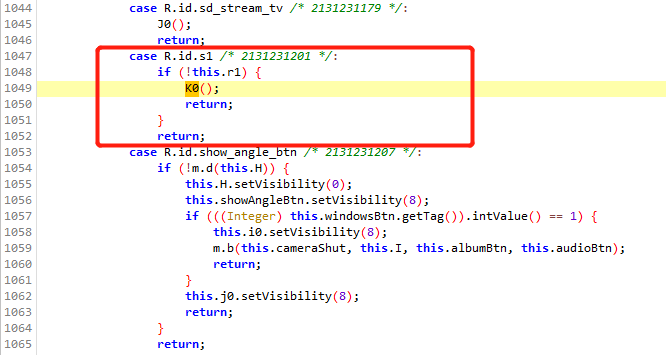 1044 case R.id.sd_stream_tv /* 2131231179 */:
1045 J0();
1046 return;
1047 case R.id.s1 /* 2131231201 */:
1048 if (!this.r1) {
1049 K0();
1050 return;
1051 }
1052 return;
1053 case R.id.show_angle_btn /* 2131231207 */:
1054 if (!m.d(this.H)) {
1055 this.H.setVisibility(0);
1056 this.showAngleBtn.setVisibility(8);
1057 if (((Integer) this.windowsBtn.getTag()).intValue() == 1) {
1058 this.i0.setVisibility(8);
1059 m.b(this.cameraShut, this.I, this.albumBtn, this.audioBtn);
1060 return;
1061 }
1062 this.j0.setVisibility(8);
1063 return;
1064 }
1065 return;